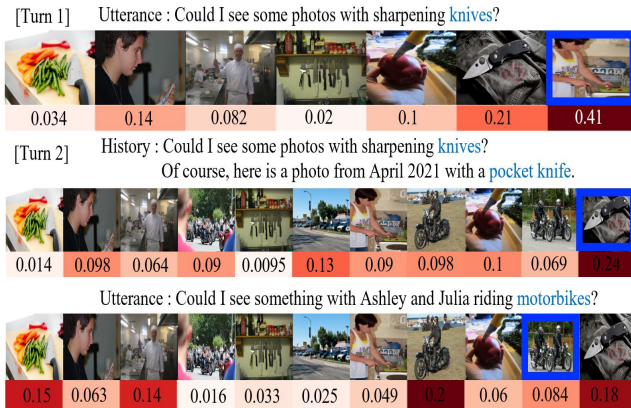 [Turn 1] Utterance : Could I see some photos with sharpening knives?
0.034 0.14 0.082 0.02 0.1 0.21 0.41
[Turn 2] History : Could I see some photos with sharpening knives?
Of course, here is a photo from April 2021 with a pocket knife.
0.014 0.098 0.064 0.09 0.0095 0.13 0.09 0.098 0.1 0.069 0.24
Utterance : Could I see something with Ashley and Julia riding motorbikes?
0.15 0.063 0.14 0.016 0.033 0.025 0.049 0.2 0.06 0.084 0.18